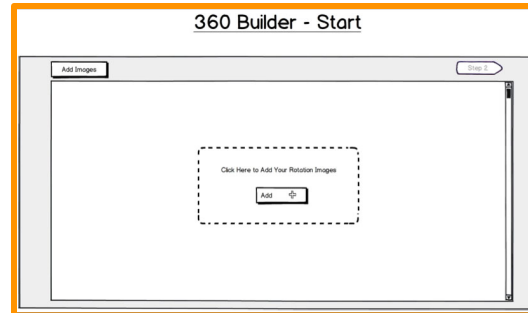 360 Builder - Start
Add Images
Step 2
Click Here to Add Your Rotation Images
Add